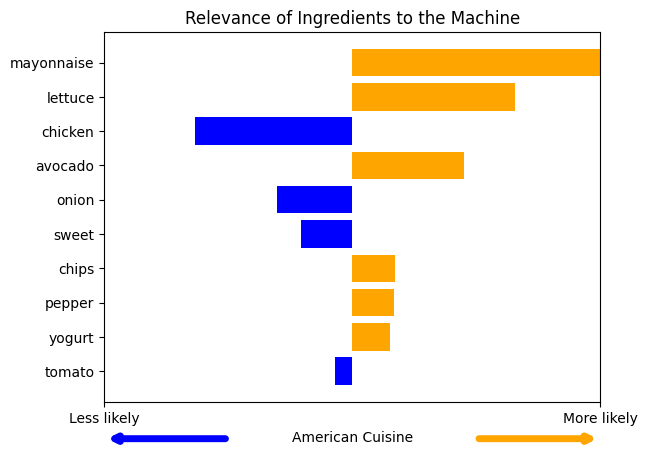 Relevance of Ingredients to the Machine
mayonnaise
lettuce
chicken
avocado
onion
sweet
chips
pepper
yogurt
tomato
Less likely
More likely
American Cuisine